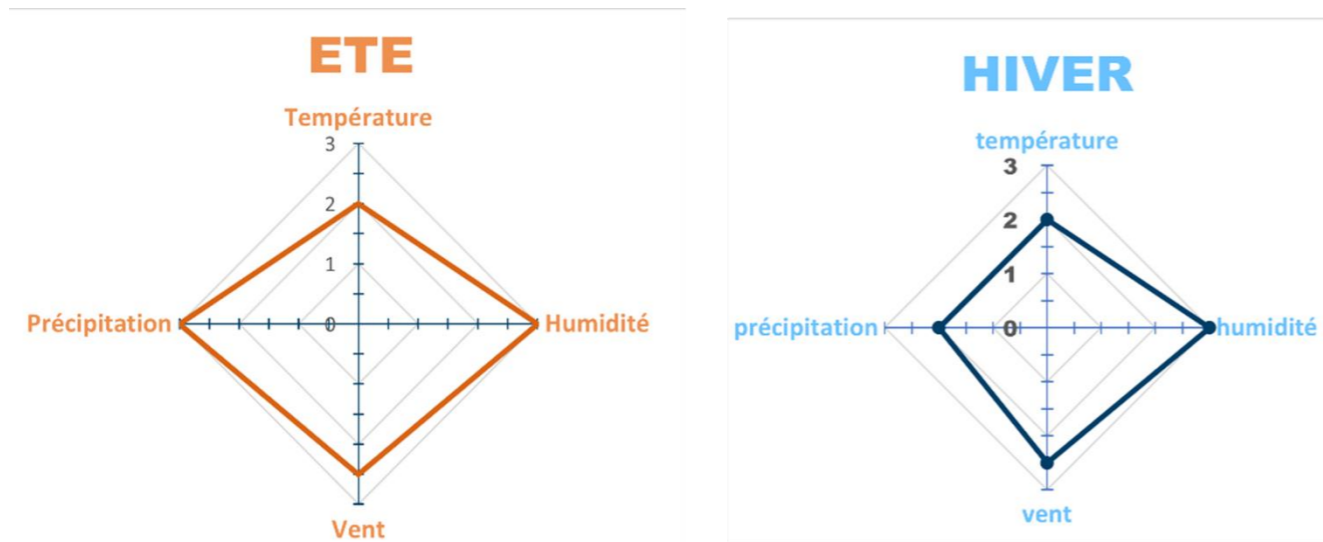 ETE
Température
3
2
1
0
Précipitation
Humidité
Vent
HIVER
température
3
2
1
0
précipitation
humidité
vent